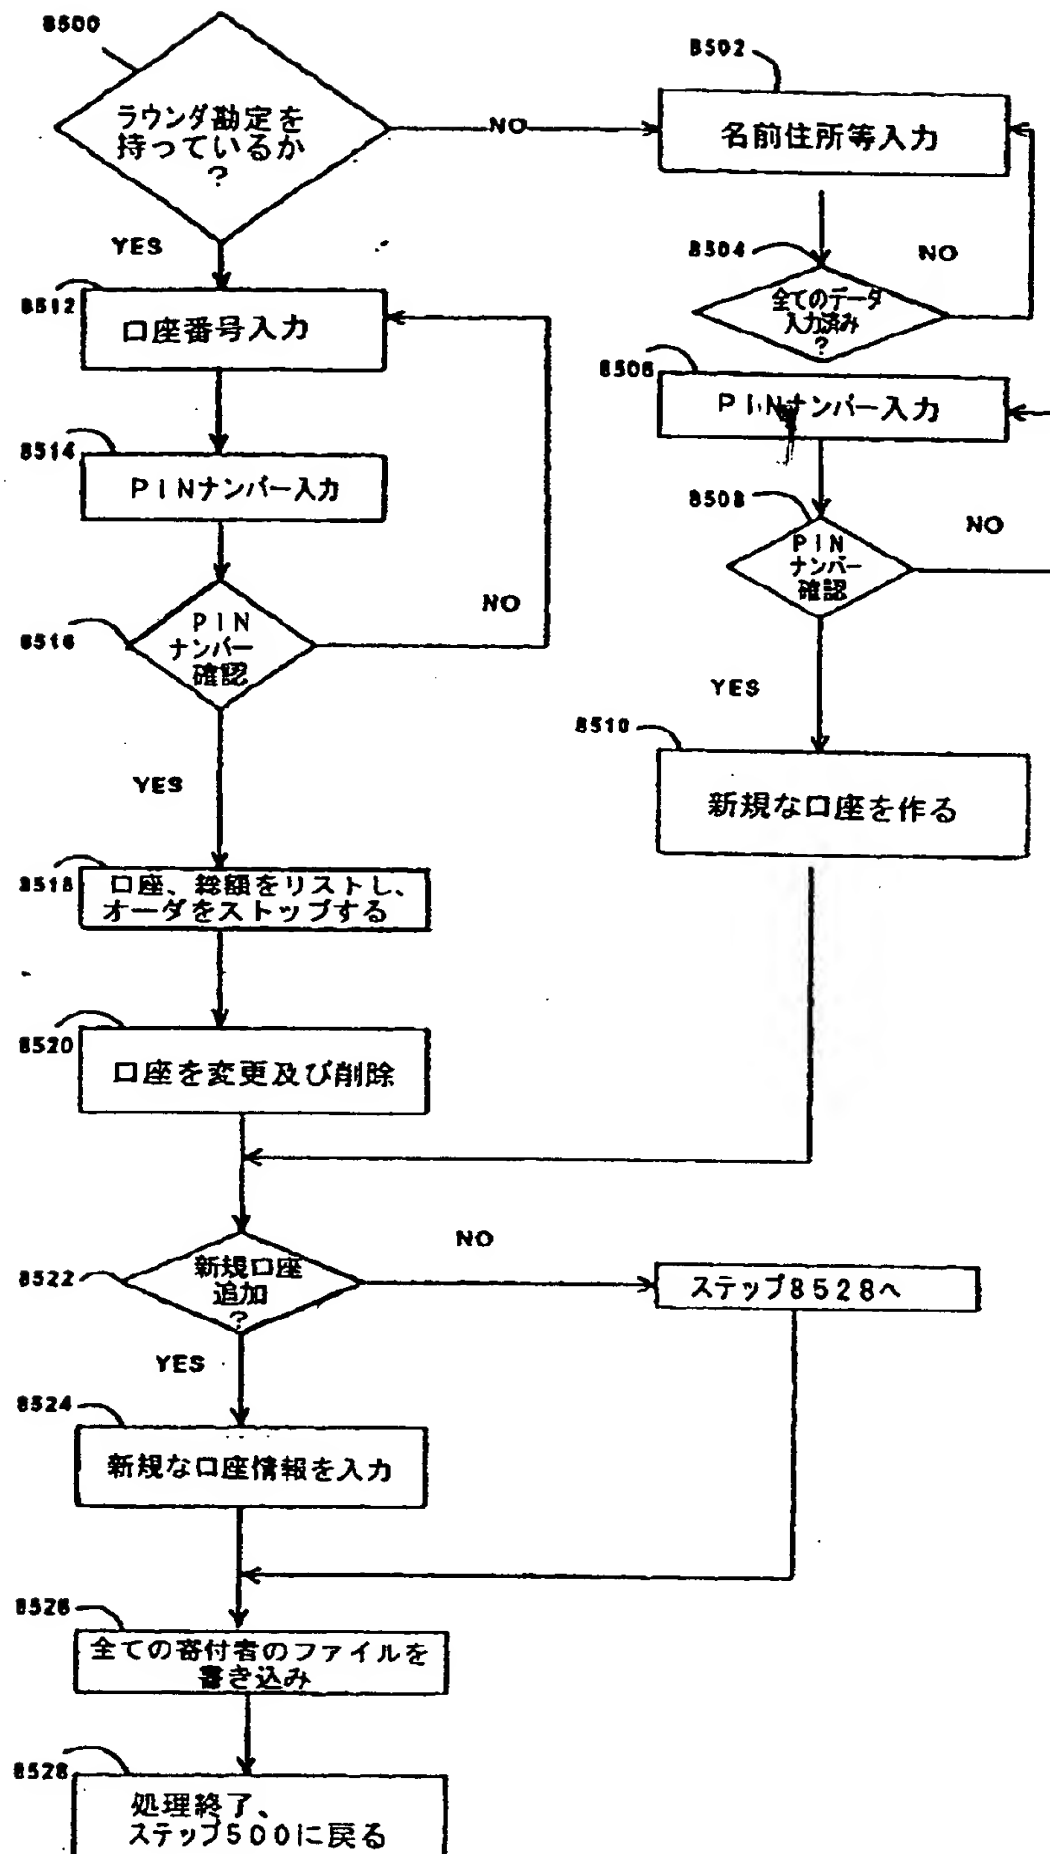 8500
ラウンダ勘定を
持っているか
?
NO
8502
名前住所等入力
YES
8504
NO
全てのデータ
入力済み
?
8512
口座番号入力
8506
PINナンバー入力
8514
PINナンバー入力
8508
NO
PIN
ナンバー
確認
8516
PIN
ナンバー
確認
NO
YES
8510
新規な口座を作る
YES
8518
口座、総額をリストし、
オーダをストップする
8520
口座を変更及び削除
8522
新規口座
追加
?
NO
ステップ8528へ
YES
8524
新規な口座情報を入力
8526
全ての寄付者のファイルを
書き込み
8528
処理終了、
ステップ500に戻る